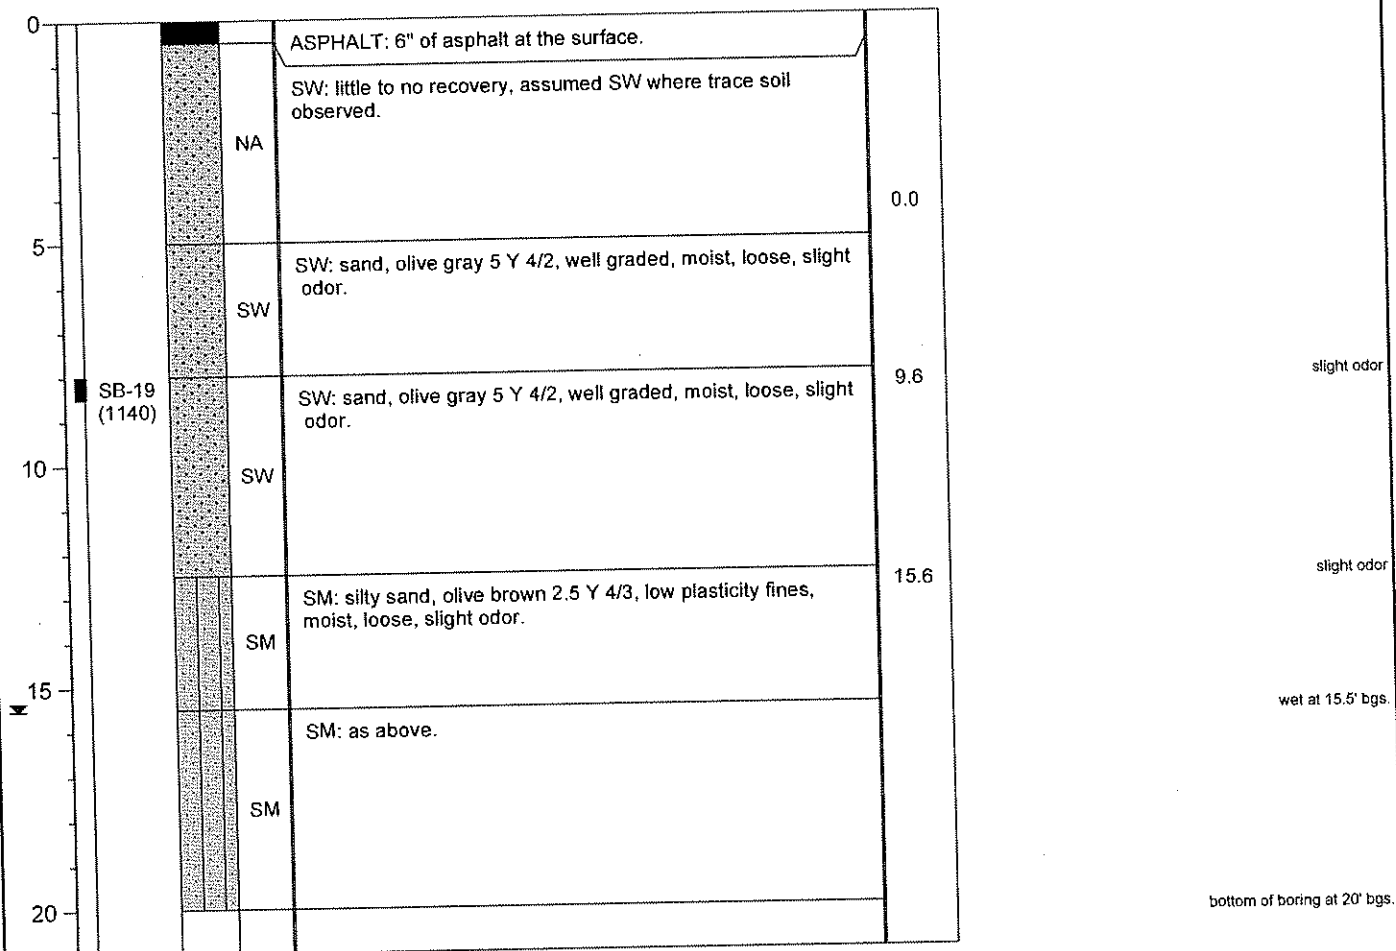 0
ASPHALT: 6" of asphalt at the surface.
SW: little to no recovery, assumed SW where trace soil
observed.
NA
0.0
5
SW: sand, olive gray 5 Y 4/2, well graded, moist, loose, slight
odor.
SW
slight odor
9.6
SB-19
(1140)
SW: sand, olive gray 5 Y 4/2, well graded, moist, loose, slight
odor.
10
SW
slight odor
15.6
SM: silty sand, olive brown 2.5 Y 4/3, low plasticity fines,
moist, loose, slight odor.
SM
15
wet at 15.5' bgs.
SM: as above.
SM
bottom of boring at 20' bgs.
20